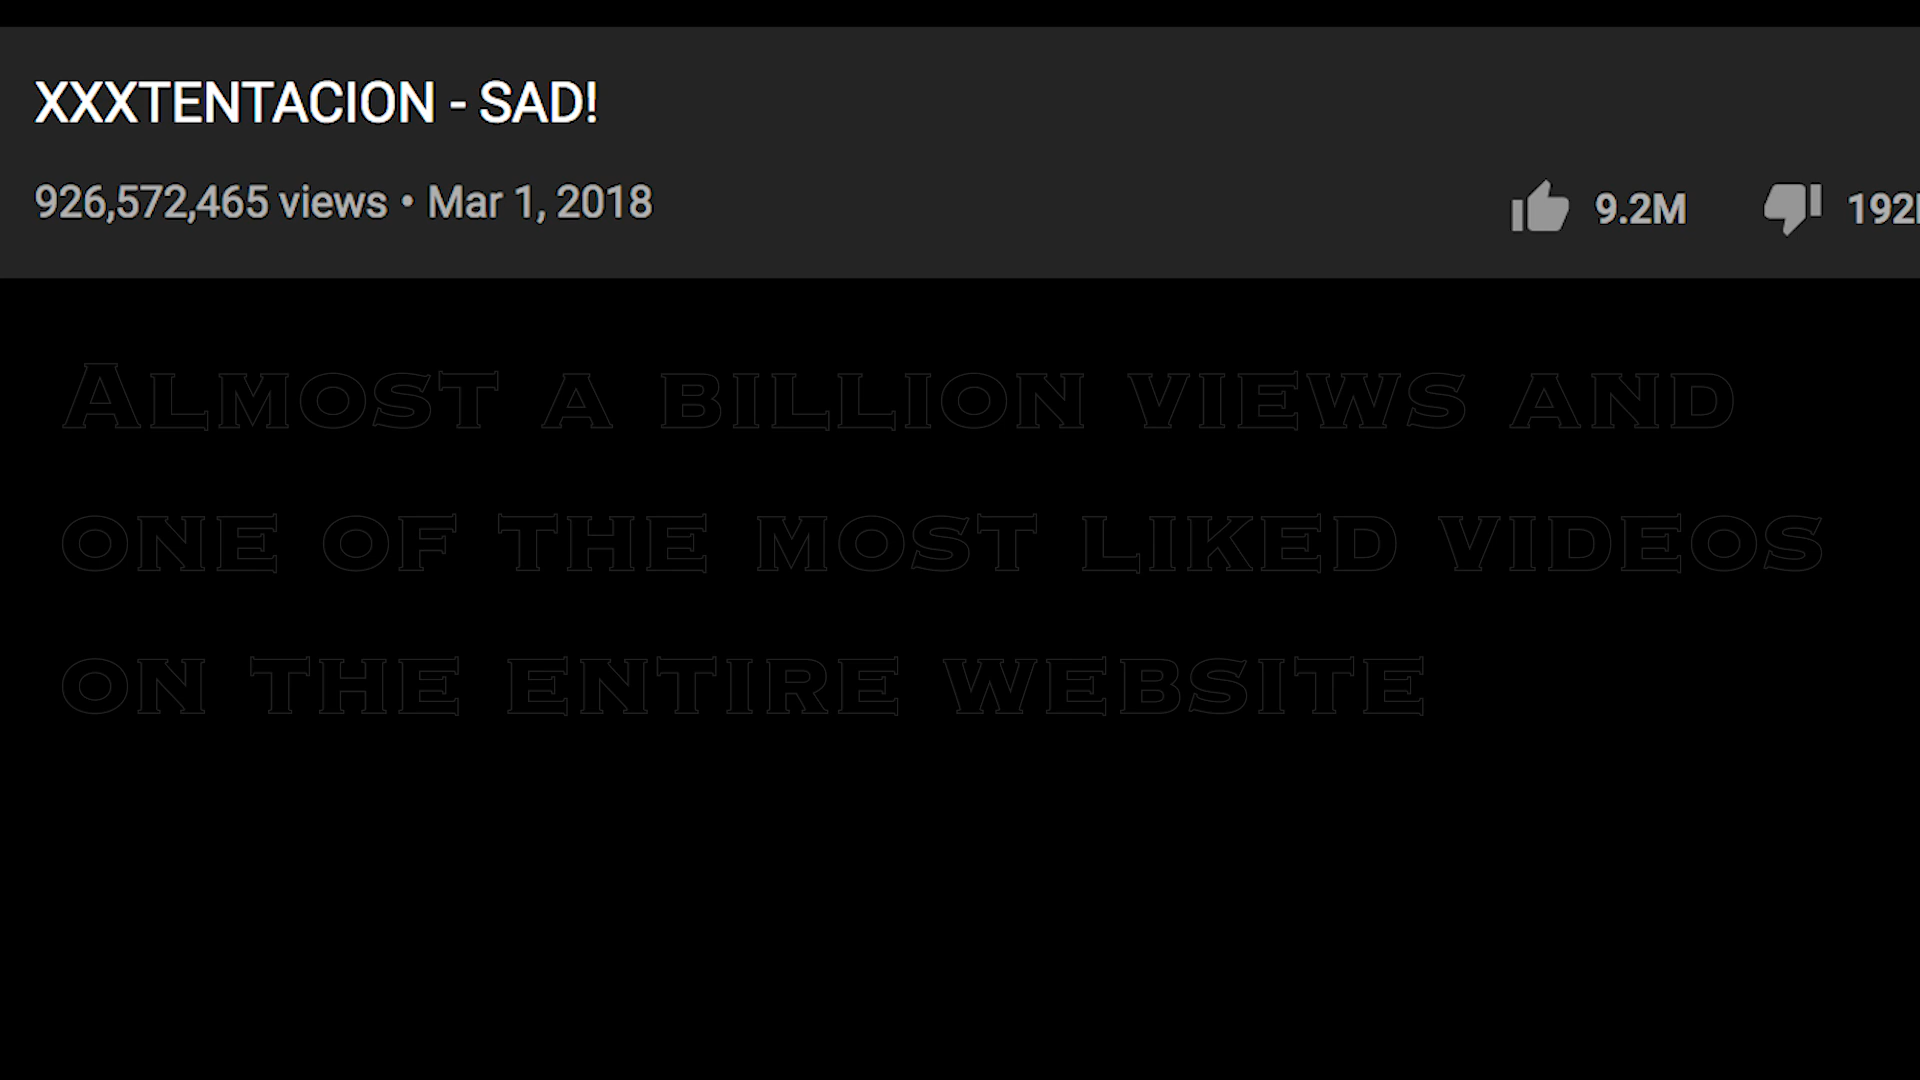 XXXTENTACION - SAD!
926,572,465 views • Mar 1, 2018
9.2M 192
Almost a billion views and
one of the most liked videos
on the entire website